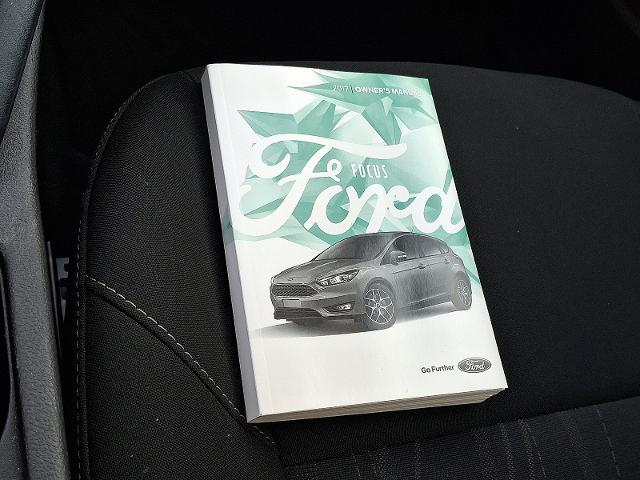 2017 | OWNER'S MANUAL
FOCUS
Ford
Go Further Ford